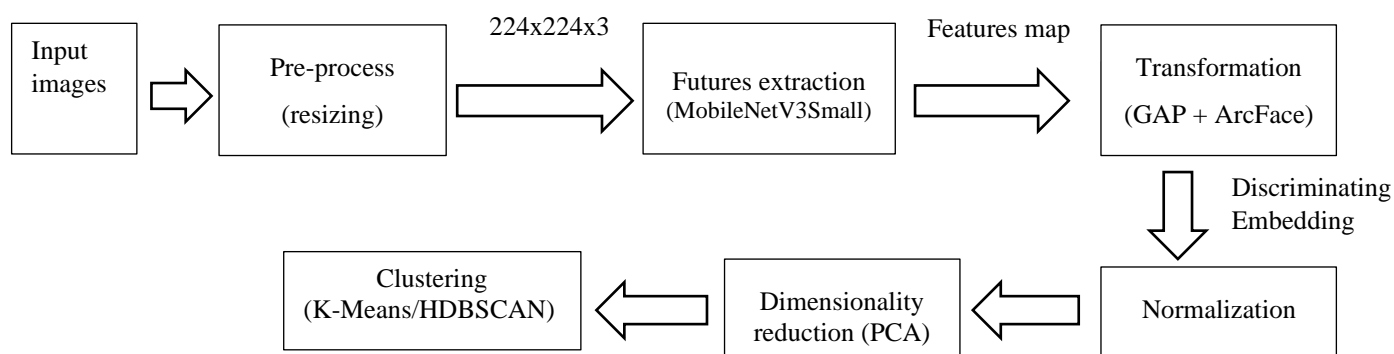 Input
images
Pre-process
(resizing)
224x224x3
Futures extraction
(MobileNetV3Small)
Features map
Transformation
(GAP + ArcFace)
Discriminating
Embedding
Normalization
Dimensionality
reduction (PCA)
Clustering
(K-Means/HDBSCAN)